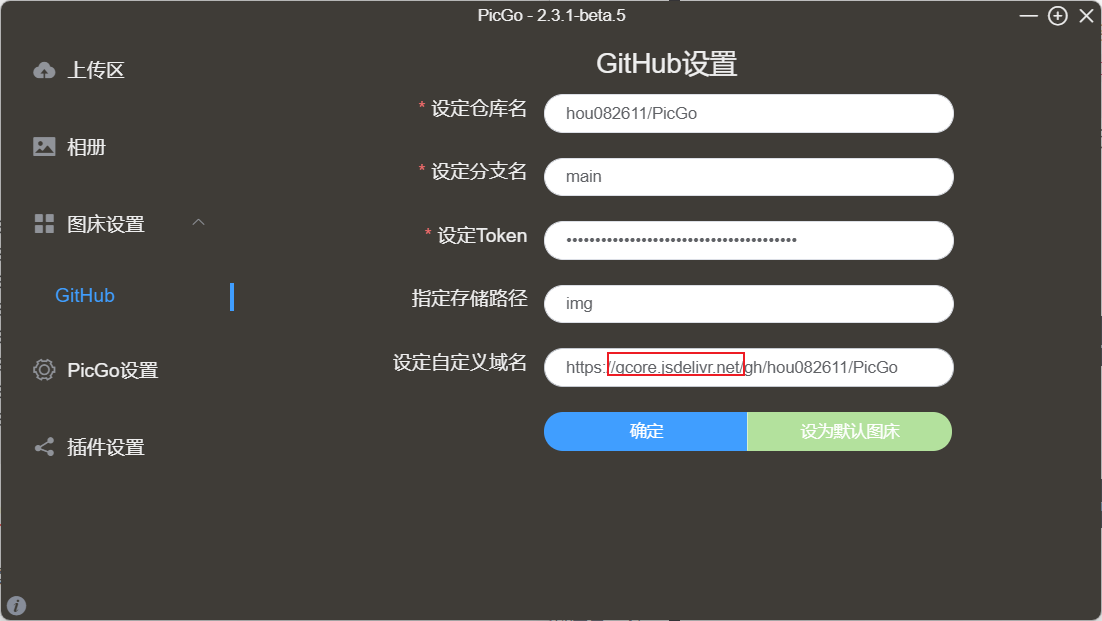 PicGo - 2.3.1-beta.5
上传区
相册
图床设置
GitHub
PicGo设置
插件设置
GitHub设置
* 设定仓库名 hou082611/PicGo
* 设定分支名 main
* 设定Token ••••••••••••••••••••••••••••••••••••••••
指定存储路径 img
设定自定义域名 https://gcore.jsdelivr.net/gh/hou082611/PicGo
确定 设为默认图床